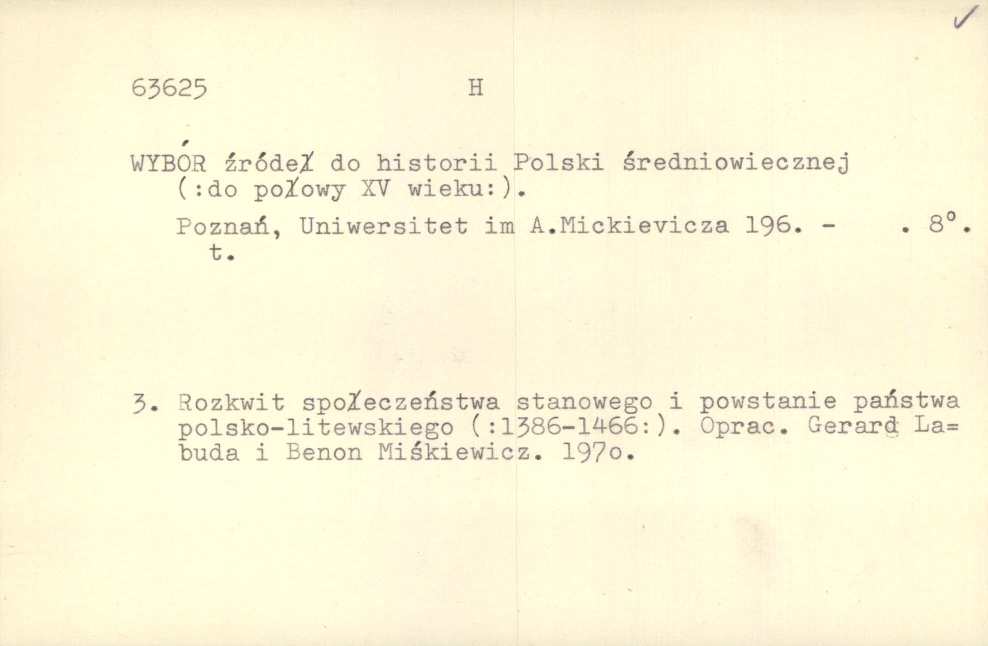 63625 H
WYBÓR źródeł do historii Polski średniowiecznej
(:do połowy XV wieku:).
Poznań, Uniwersitet im A.Mickievicza 196. - . 8°.
t.
3. Rozkwit społeczeństwa stanowego i powstanie państwa
polsko-litewskiego (:1386-1466:). Oprac. Gerard La=
buda i Benon Miśkiewicz. 197o.